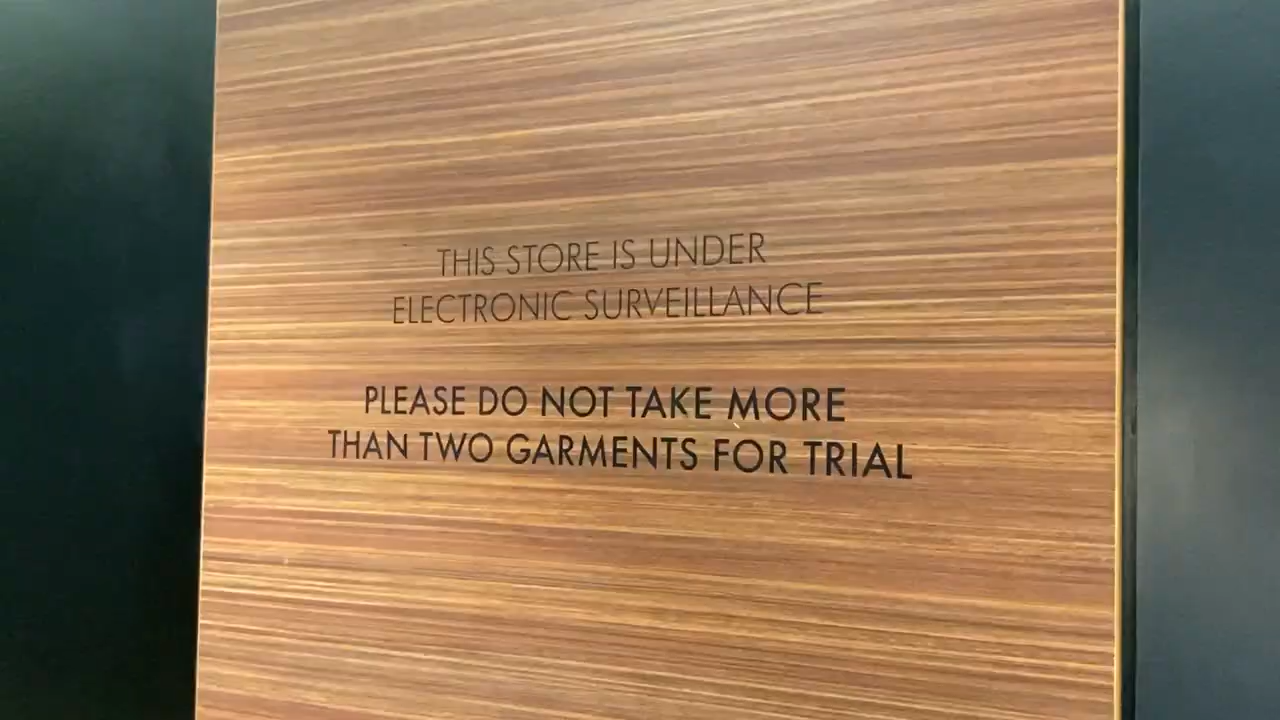 THIS STORE IS UNDER
ELECTRONIC SURVEILLANCE
PLEASE DO NOT TAKE MORE
THAN TWO GARMENTS FOR TRIAL